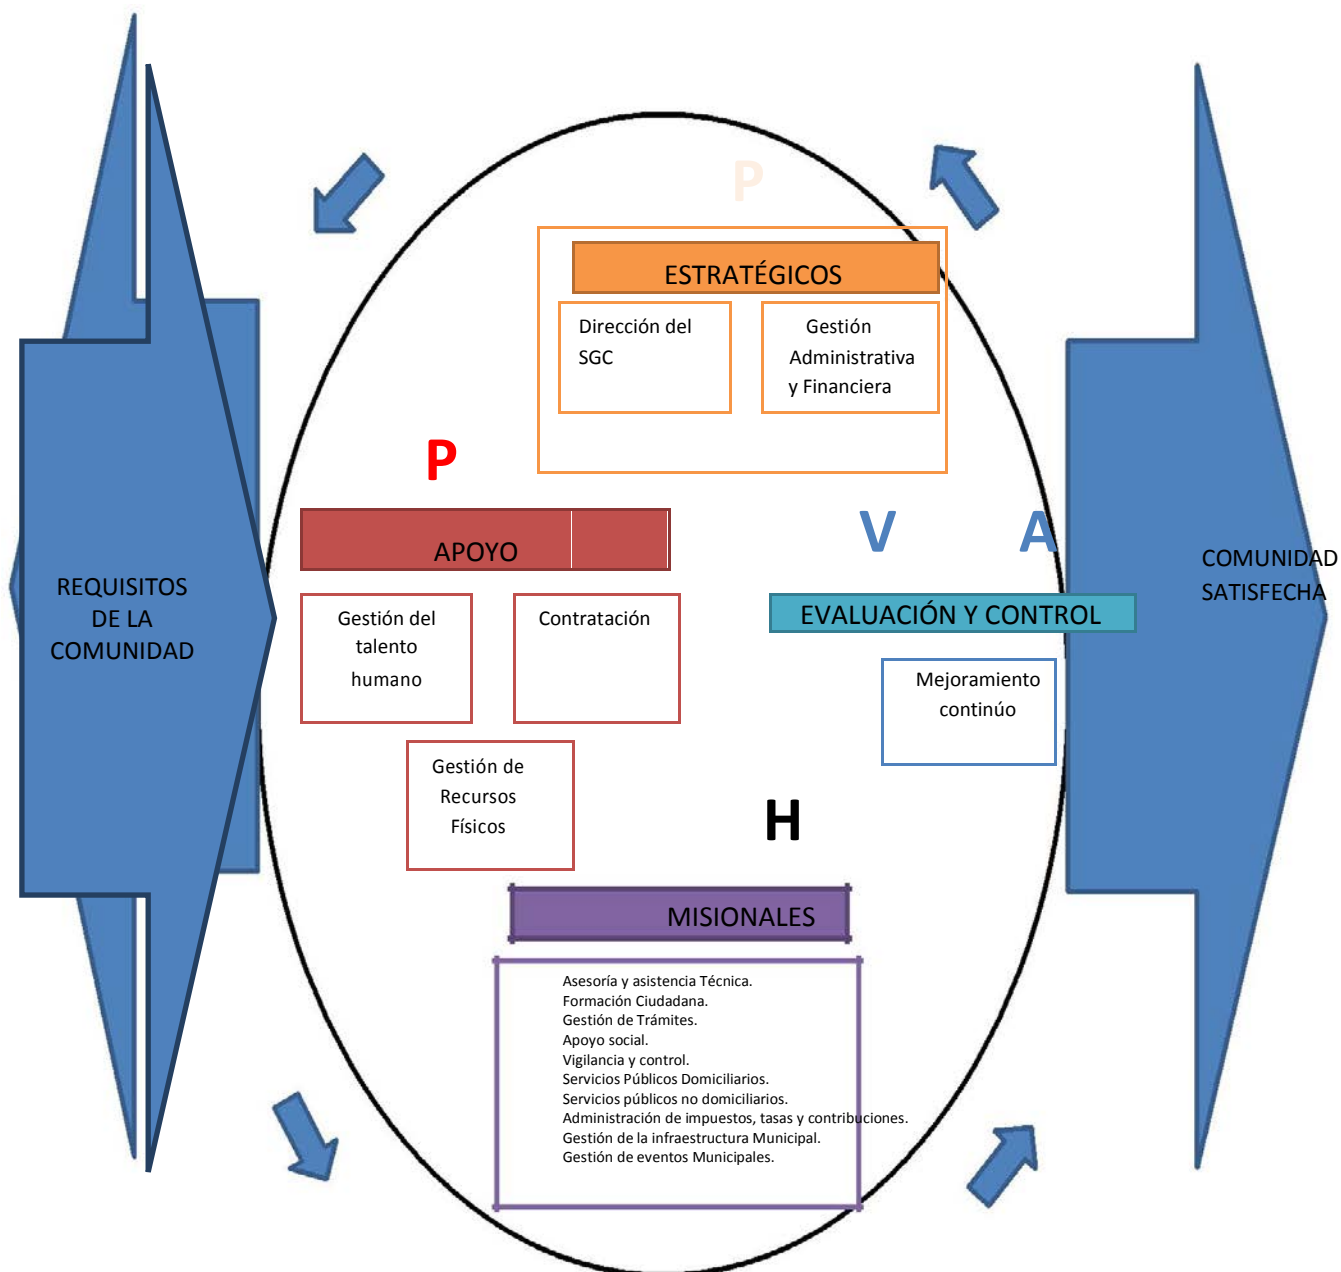 P
ESTRATÉGICOS
Dirección del
SGC
Gestión
Administrativa
y Financiera
P
APOYO
Gestión del
talento
humano
Contratación
Gestión de
Recursos
Físicos
V
A
EVALUACIÓN Y CONTROL
Mejoramiento
continúo
REQUISITOS
DE LA
COMUNIDAD
COMUNIDAD
SATISFECHA
H
MISIONALES
Asesoría y asistencia Técnica.
Formación Ciudadana.
Gestión de Trámites.
Apoyo social.
Vigilancia y control.
Servicios Públicos Domiciliarios.
Servicios públicos no domiciliarios.
Administración de impuestos, tasas y contribuciones.
Gestión de la infraestructura Municipal.
Gestión de eventos Municipales.